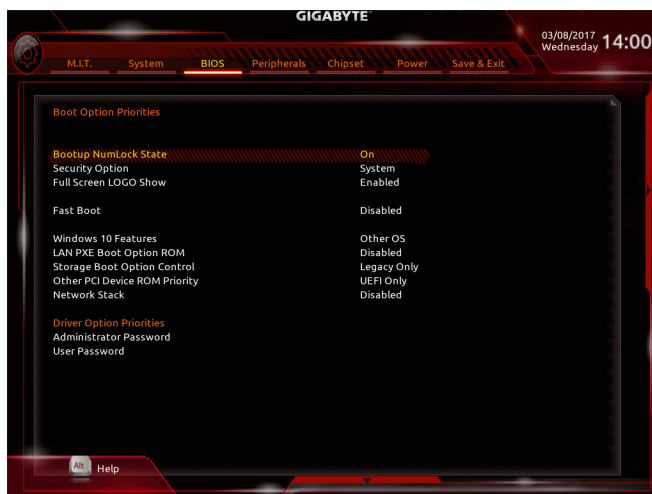 GIGABYTE
03/08/2017
Wednesday
14:00
M.I.T. System BIOS Peripherals Chipset Power Save & Exit
Boot Option Priorities
Bootup NumLock State On
Security Option System
Full Screen LOGO Show Enabled
Fast Boot Disabled
Windows 10 Features Other OS
LAN PXE Boot Option ROM Disabled
Storage Boot Option Control Legacy Only
Other PCI Device ROM Priority UEFI Only
Network Stack Disabled
Driver Option Priorities
Administrator Password
User Password
Alt Help